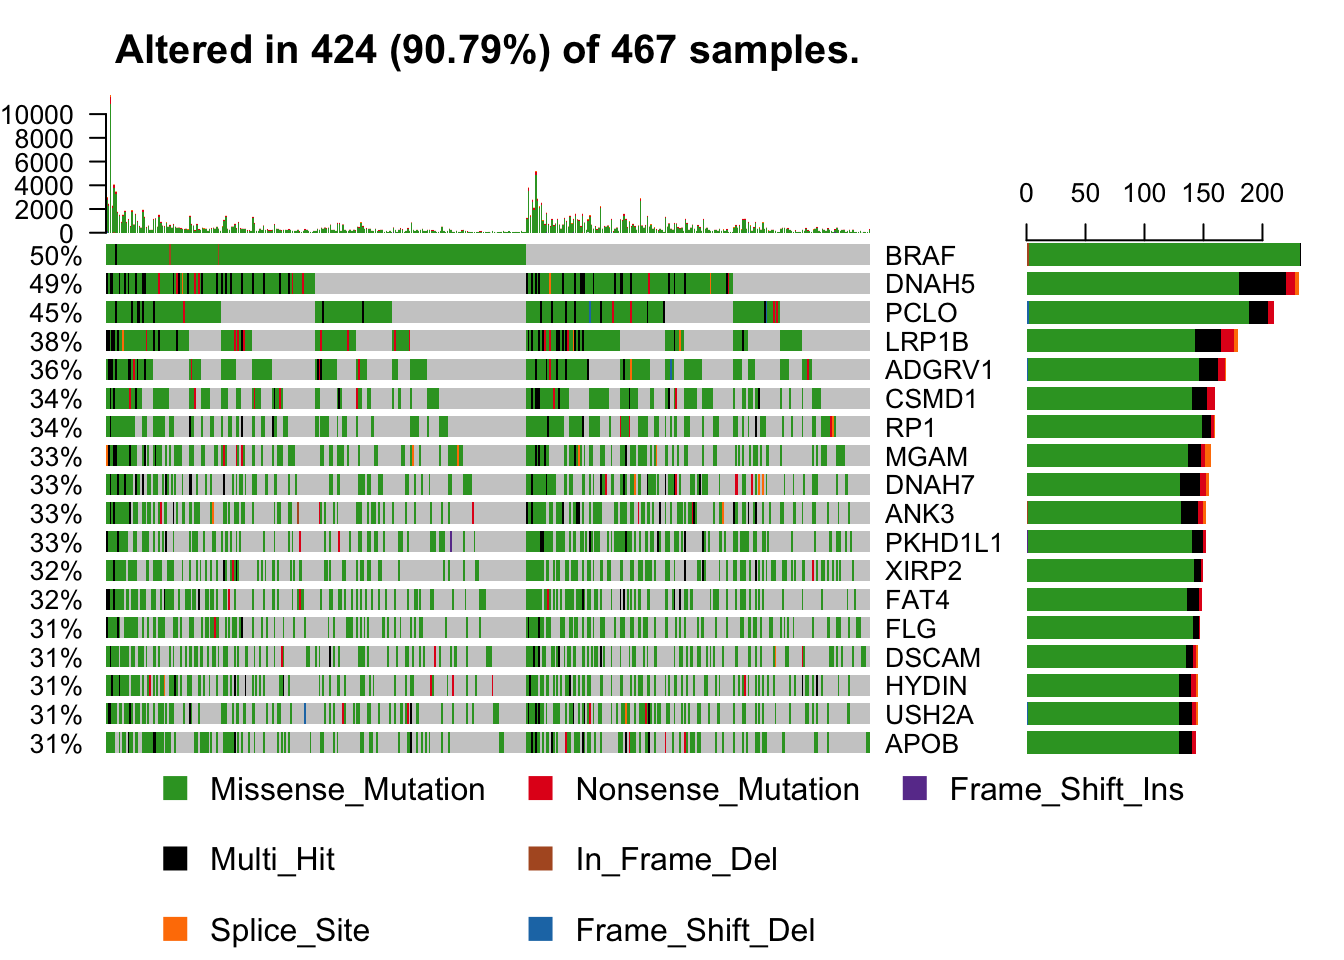 Altered in 424 (90.79%) of 467 samples.
10000
8000
6000
4000
2000
0
0 50 100 150 200
50% BRAF
49% DNAH5
45% PCLO
38% LRP1B
36% ADGRV1
34% CSMD1
34% RP1
33% MGAM
33% DNAH7
33% ANK3
33% PKHD1L1
32% XIRP2
32% FAT4
31% FLG
31% DSCAM
31% HYDIN
31% USH2A
31% APOB
Missense_Mutation Nonsense_Mutation Frame_Shift_Ins
Multi_Hit In_Frame_Del
Splice_Site Frame_Shift_Del